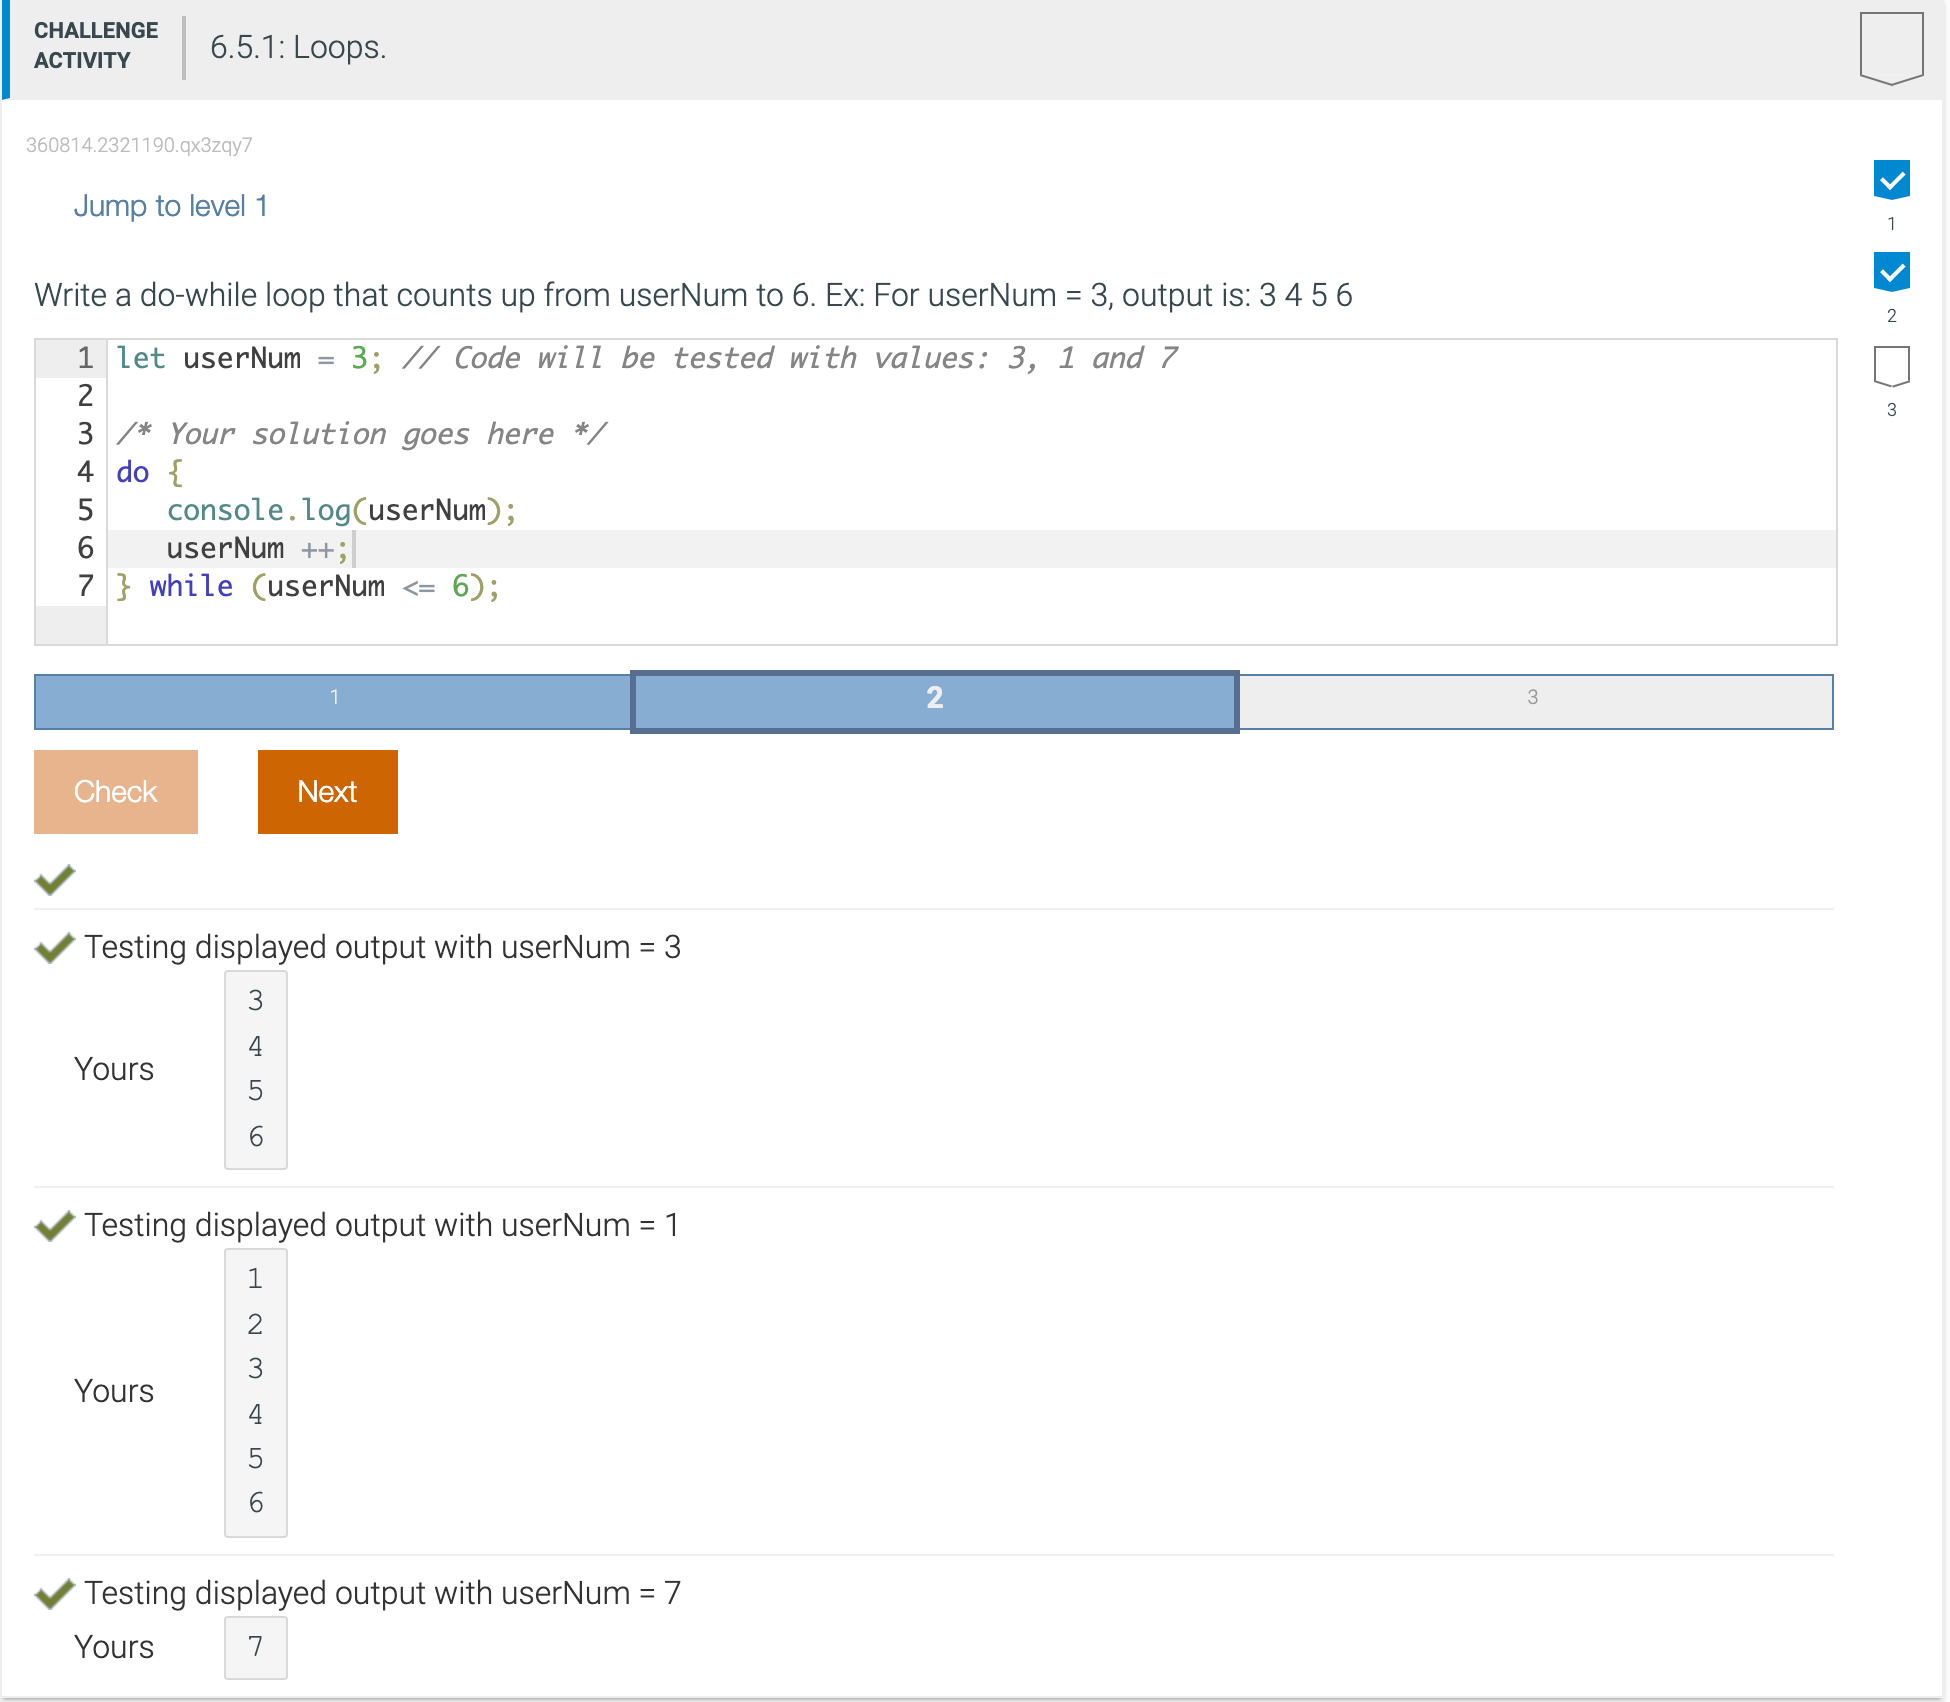 CHALLENGE
ACTIVITY
6.5.1: Loops.
360814.2321190.qx3zqy7
Jump to level 1
1
2
3
Write a do-while loop that counts up from userNum to 6. Ex: For userNum = 3, output is: 3 4 5 6
1 let userNum = 3; // Code will be tested with values: 3, 1 and 7
2
3 /* Your solution goes here */
4 do {
5    console.log(userNum);
6    userNum ++;
7 } while (userNum <= 6);
1 2 3
Check Next
Testing displayed output with userNum = 3
Yours
3
4
5
6
Testing displayed output with userNum = 1
Yours
1
2
3
4
5
6
Testing displayed output with userNum = 7
Yours 7